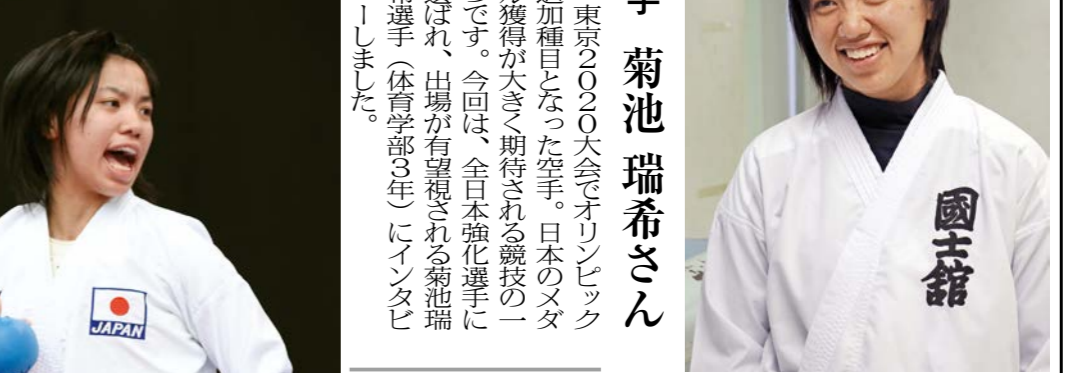 菊池 瑞希さん
東京２０２０大会でオリンピック
追加種目となった空手。日本のメダ
ル獲得が大きく期待される競技の一
つです。今回は、全日本強化選手に
選ばれ、出場が有望視される菊池瑞
希選手（体育学部３年）にインタビ
ーしました。
國士舘
JAPAN